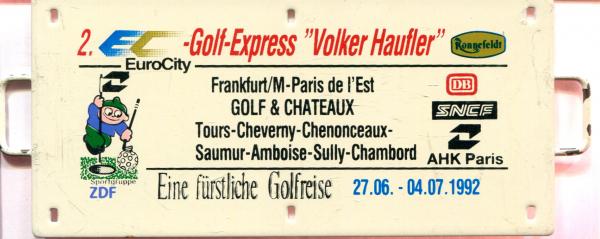 2. EC -Golf-Express "Volker Haufler" Ronnefeldt
EuroCity
Frankfurt/M-Paris de l'Est
DB
GOLF & CHATEAUX
SNCF
Tours-Cheverny-Chenonceaux-
Saumur-Amboise-Sully-Chambord
AHK Paris
Sportgruppe
ZDF
Eine fürstliche Golfreise 27.06. - 04.07.1992